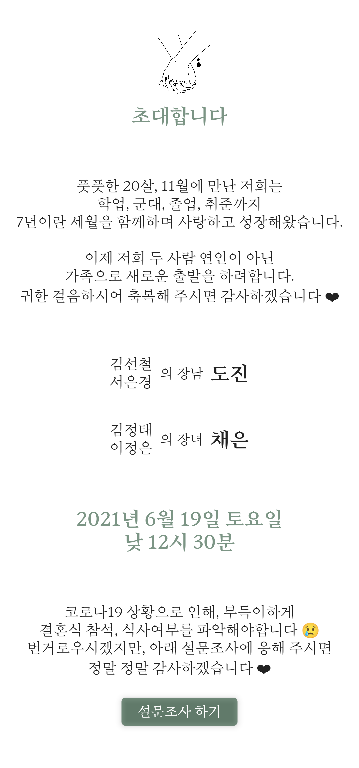 초대합니다
풋풋한 20살, 11월에 만난 저희는
학업, 군대, 졸업, 취준까지
7년이란 세월을 함께하며 사랑하고 성장해왔습니다.
이제 저희 두 사람 연인이 아닌
가족으로 새로운 출발을 하려합니다.
귀한 걸음하시어 축복해 주시면 감사하겠습니다 ❤
김선철
서은경
의 장남 도진
김정태
이정은
의 장녀 채은
2021년 6월 19일 토요일
낮 12시 30분
코로나19 상황으로 인해, 부득이하게
결혼식 참석, 식사여부를 파악해야합니다 😢
번거로우시겠지만, 아래 설문조사에 응해 주시면
정말 정말 감사하겠습니다 ❤
설문조사 하기